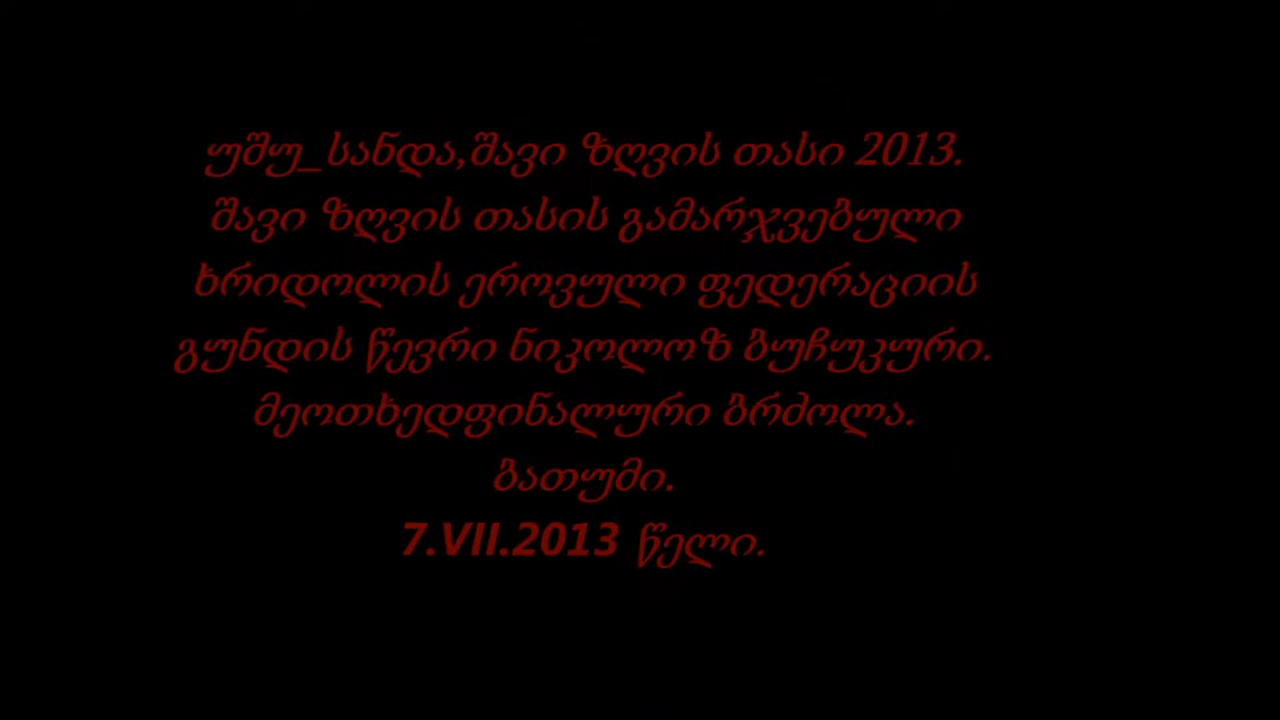 უშუ_სანდა,შავი ზღვის თასი 2013.
შავი ზღვის თასის გამარჯვებული
ხრიდოლის ეროვული ფედერაციის
გუნდის წევრი ნიკოლოზ ბუჩუკური.
მეოთხედფინალური ბრძოლა.
ბათუმი.
7.VII.2013 წელი.